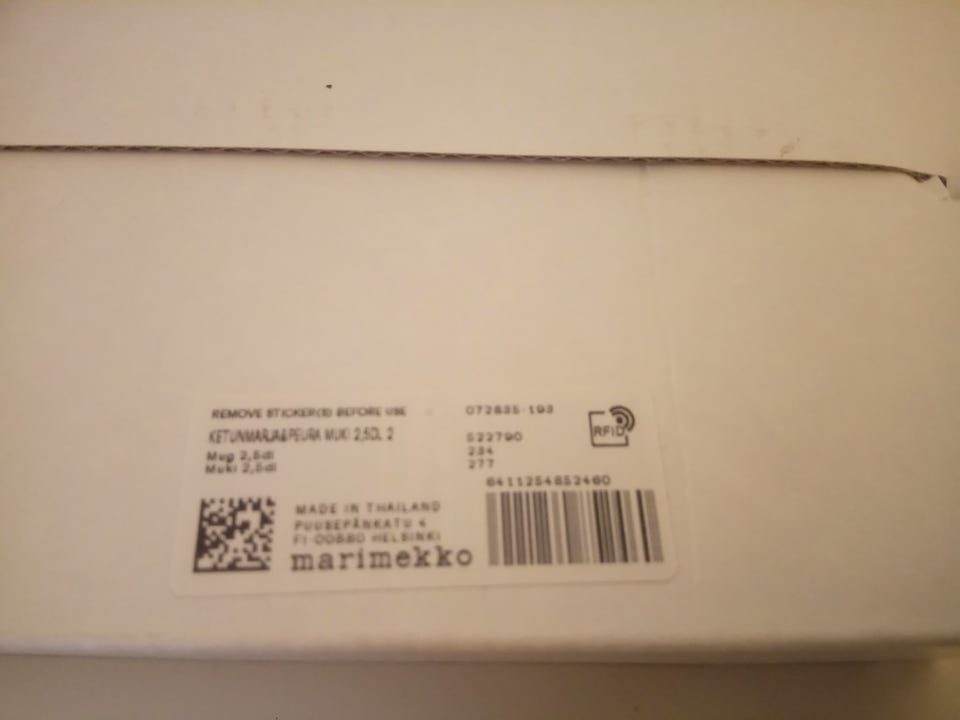 REMOVE STICKER(S) BEFORE USE
KETUNMARJA&PEURA MUKI 2,5DL 2
Mug 2,5dl
Muki 2,5dl
072835-193
522790
234
277
RFID
6411254852460
MADE IN THAILAND
PUUSEPÄNKATU 4
FI-00880 HELSINKI
marimekko